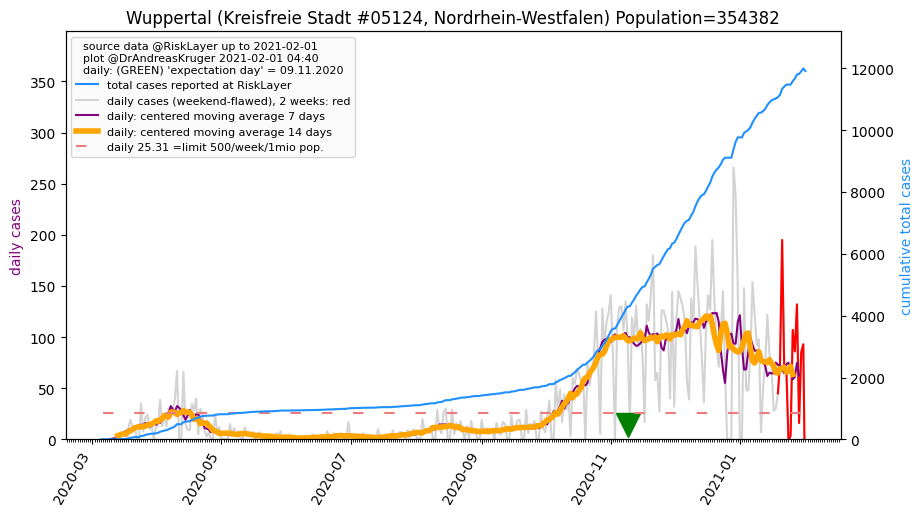 Wuppertal (Kreisfreie Stadt #05124, Nordrhein-Westfalen) Population=354382
source data @RiskLayer up to 2021-02-01
plot @DrAndreasKruger 2021-02-01 04:40
daily: (GREEN) 'expectation day' = 09.11.2020
total cases reported at RiskLayer
daily cases (weekend-flawed), 2 weeks: red
daily: centered moving average 7 days
daily: centered moving average 14 days
daily 25.31 =limit 500/week/1mio pop.
daily cases
350
300
250
200
150
100
50
0
cumulative total cases
12000
10000
8000
6000
4000
2000
0
2020-03
2020-05
2020-07
2020-09
2020-11
2021-01